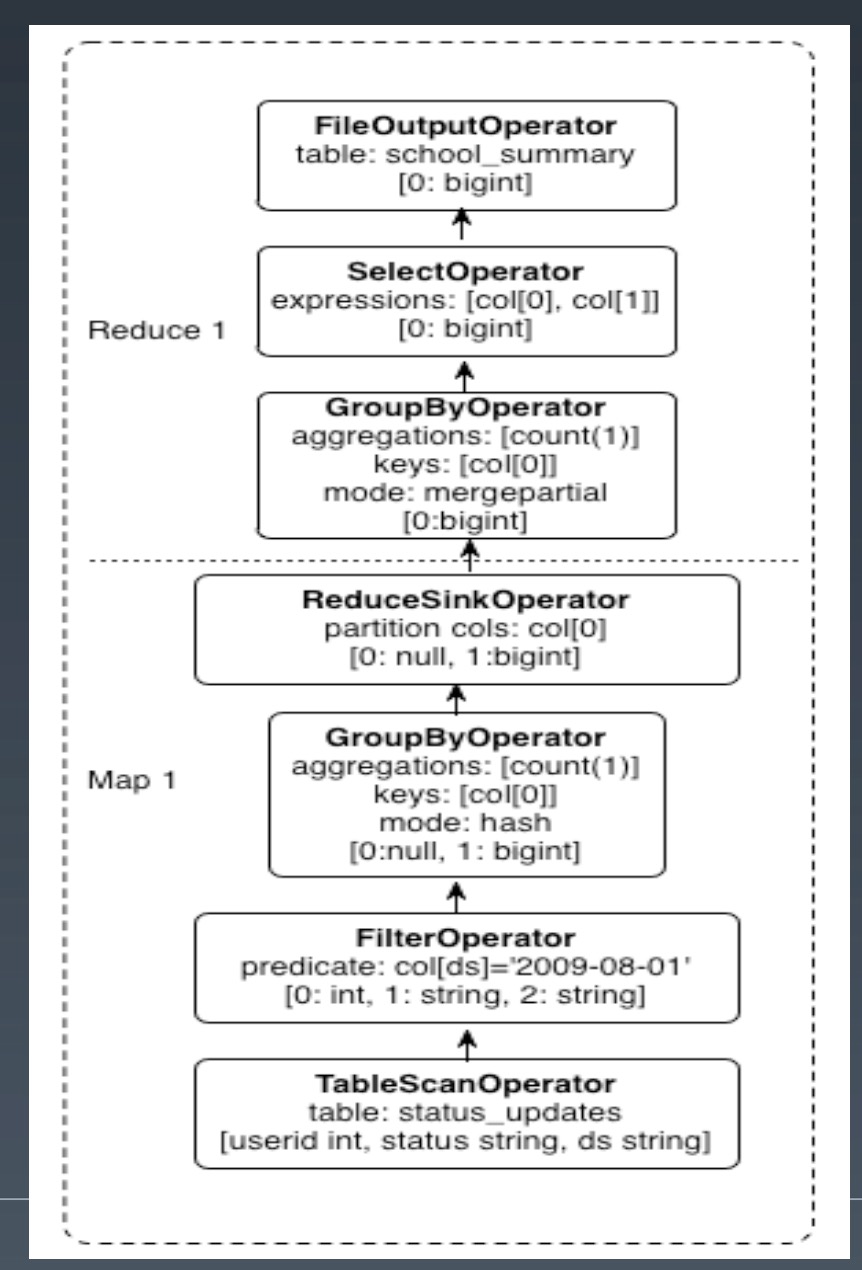 FileOutputOperator
table: school_summary
[0: bigint]
SelectOperator
expressions: [col[0], col[1]]
[0: bigint]
Reduce 1
GroupByOperator
aggregations: [count(1)]
keys: [col[0]]
mode: mergepartial
[0:bigint]
ReduceSinkOperator
partition cols: col[0]
[0: null, 1:bigint]
GroupByOperator
aggregations: [count(1)]
Map 1
keys: [col[0]]
mode: hash
[0:null, 1: bigint]
FilterOperator
predicate: col[ds]='2009-08-01'
[0: int, 1: string, 2: string]
TableScanOperator
table: status_updates
[userid int, status string, ds string]